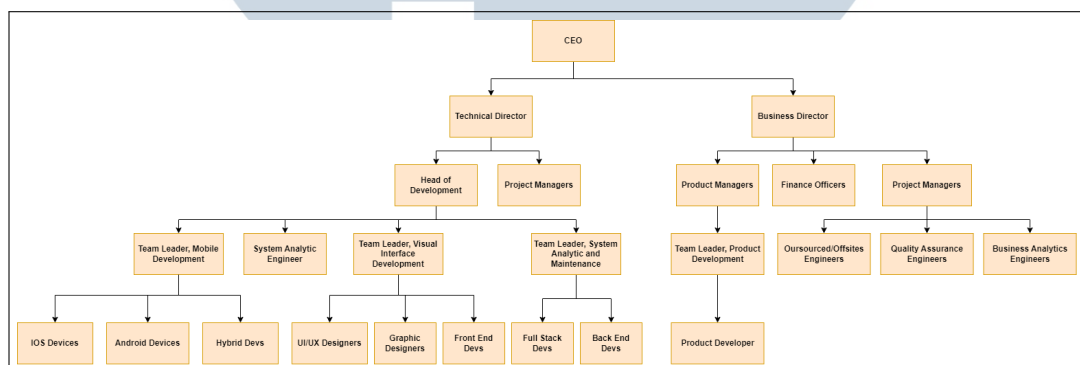 CEO
Technical Director
Business Director
Head of
Development
Project Managers
Product Managers
Finance Officers
Project Managers
Team Leader, Mobile
Development
System Analytic
Engineer
Team Leader, Visual
Interface
Development
Team Leader, System
Analytic and
Maintenance
Team Leader, Product
Development
Oursourced/Offsites
Engineers
Quality Assurance
Engineers
Business Analytics
Engineers
IOS Devices
Android Devices
Hybrid Devs
UI/UX Designers
Graphic
Designers
Front End
Devs
Full Stack
Devs
Back End
Devs
Product Developer